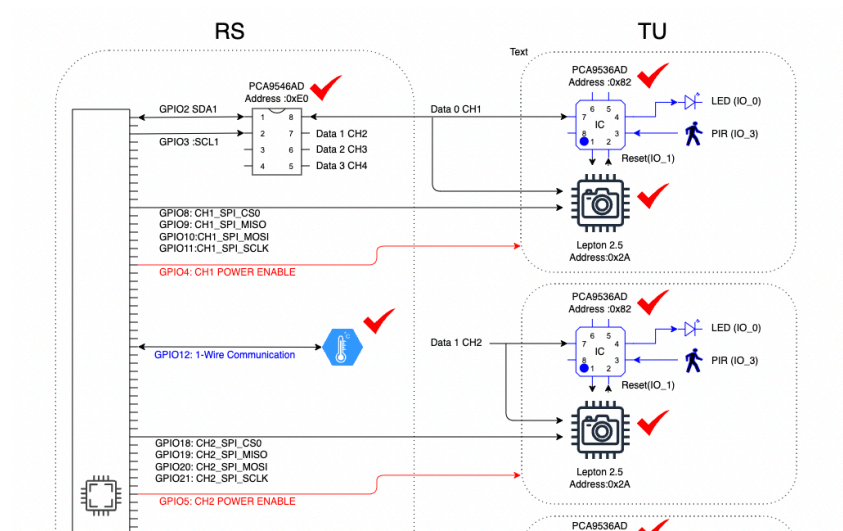 RS
TU
Text
PCA9546AD
Address :0xE0
GPIO2 SDA1
GPIO3 :SCL1
1 8
2 7
3 6
4 5
Data 1 CH2
Data 2 CH3
Data 3 CH4
Data 0 CH1
PCA9536AD
Address :0x82
6 5
7 4
IC
8 3
1 2
LED (IO_0)
PIR (IO_3)
Reset(IO_1)
Lepton 2.5
Address:0x2A
GPIO8: CH1_SPI_CS0
GPIO9: CH1_SPI_MISO
GPIO10:CH1_SPI_MOSI
GPIO11:CH1_SPI_SCLK
GPIO4: CH1 POWER ENABLE
°C
GPIO12: 1-Wire Communication
Data 1 CH2
PCA9536AD
Address :0x82
6 5
7 4
IC
8 3
1 2
LED (IO_0)
PIR (IO_3)
Reset(IO_1)
Lepton 2.5
Address:0x2A
GPIO18: CH2_SPI_CS0
GPIO19: CH2_SPI_MISO
GPIO20: CH2_SPI_MOSI
GPIO21: CH2_SPI_SCLK
GPIO5: CH2 POWER ENABLE
PCA9536AD